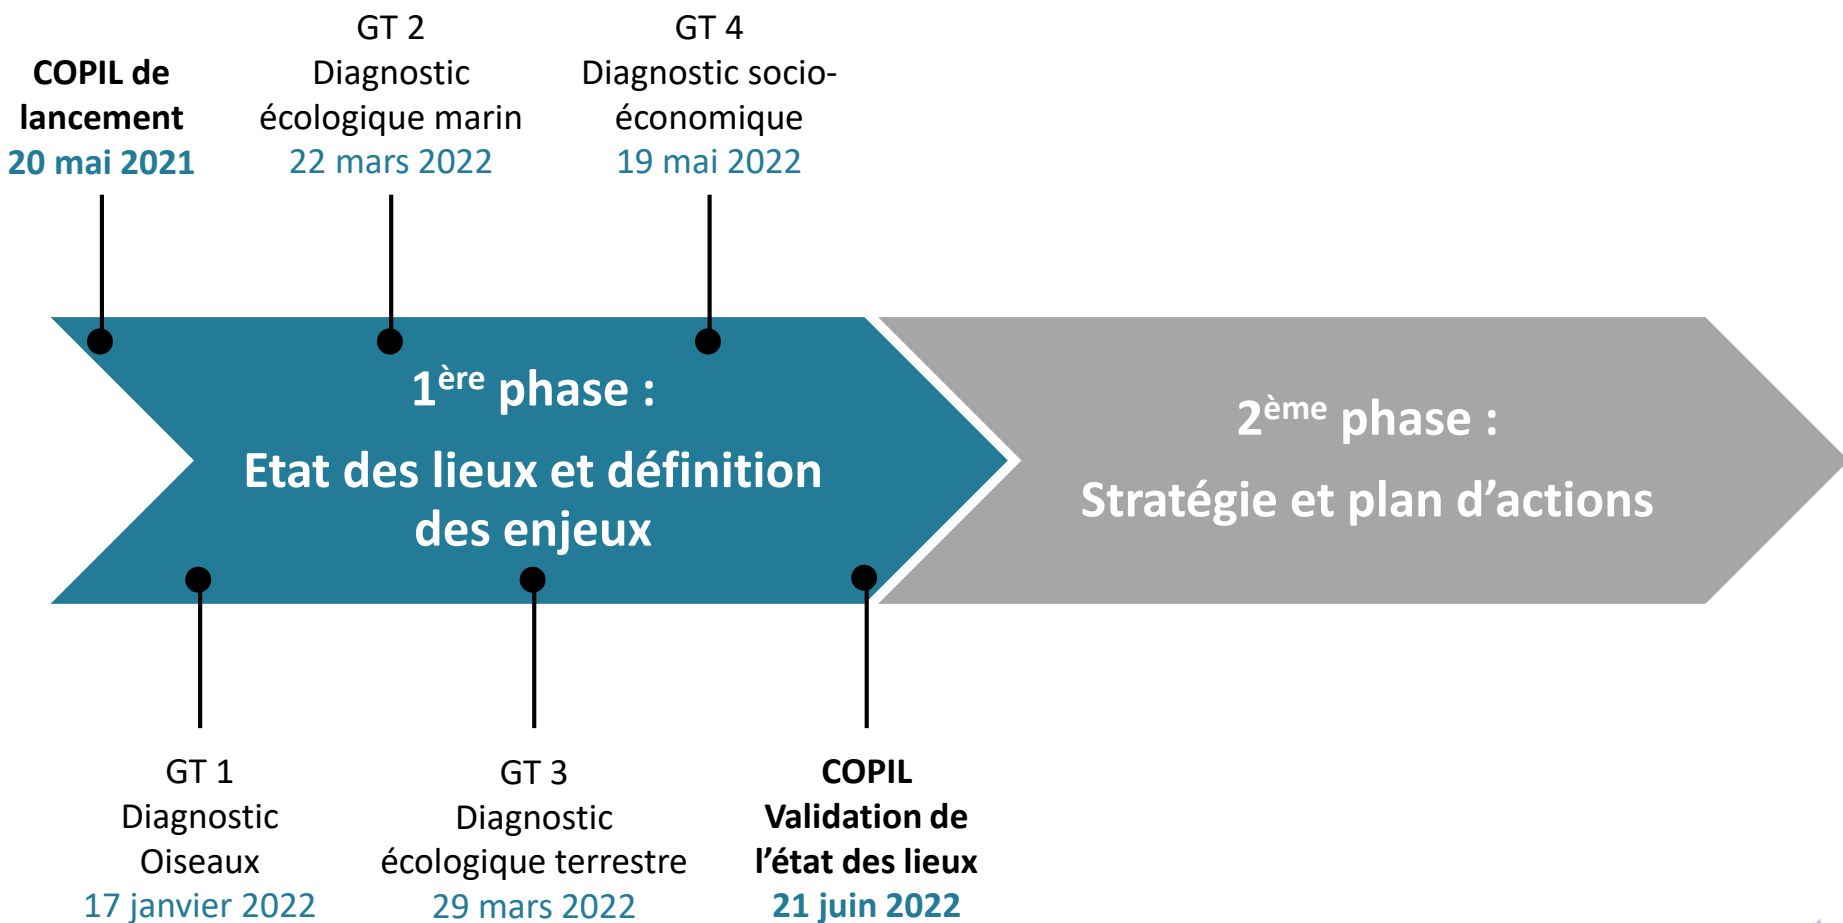 COPIL de
lancement
20 mai 2021
GT 2
Diagnostic
écologique marin
22 mars 2022
GT 4
Diagnostic socio-
économique
19 mai 2022
1ère phase :
Etat des lieux et définition
des enjeux
2ème phase :
Stratégie et plan d’actions
GT 1
Diagnostic
Oiseaux
17 janvier 2022
GT 3
Diagnostic
écologique terrestre
29 mars 2022
COPIL
Validation de
l’état des lieux
21 juin 2022